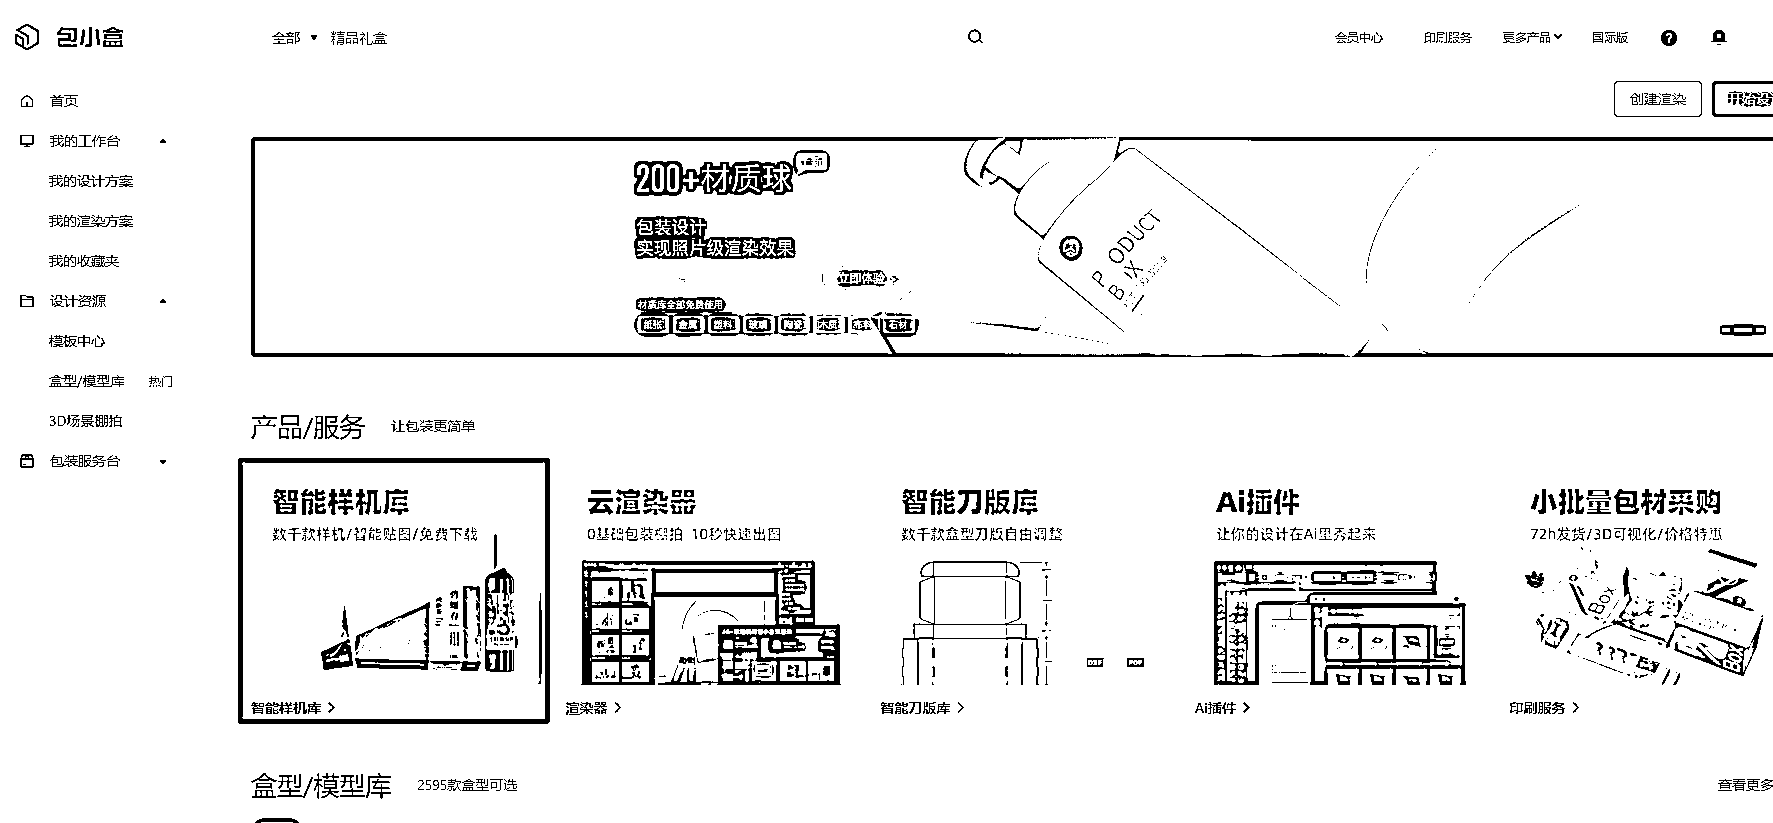 包小盒
全部 精品礼盒
会员中心 印刷服务 更多产品 国际版
首页
我的工作台
我的设计方案
我的渲染方案
我的收藏夹
设计资源
模板中心
盒型/模型库 热门
3D场景棚拍
包装服务台
创建渲染 开始设
200+材质球
包装设计
实现照片级渲染效果
立即体验
材质库全部免费使用
纸张 金属 塑料 玻璃 陶瓷 木质 布料 石材
PRODUCT
BOX
产品/服务 让包装更简单
智能样机库
数千款样机/智能贴图/免费下载
智能样机库
云渲染器
0基础包装棚拍 10秒快速出图
渲染器
智能刀版库
数千款盒型刀版自由调整
DXF PDF
智能刀版库
Ai插件
让你的设计在Ai里秀起来
Ai插件
小批量包材采购
72h发货/3D可视化/价格特惠
Box
印刷服务
盒型/模型库 2595款盒型可选
查看更多